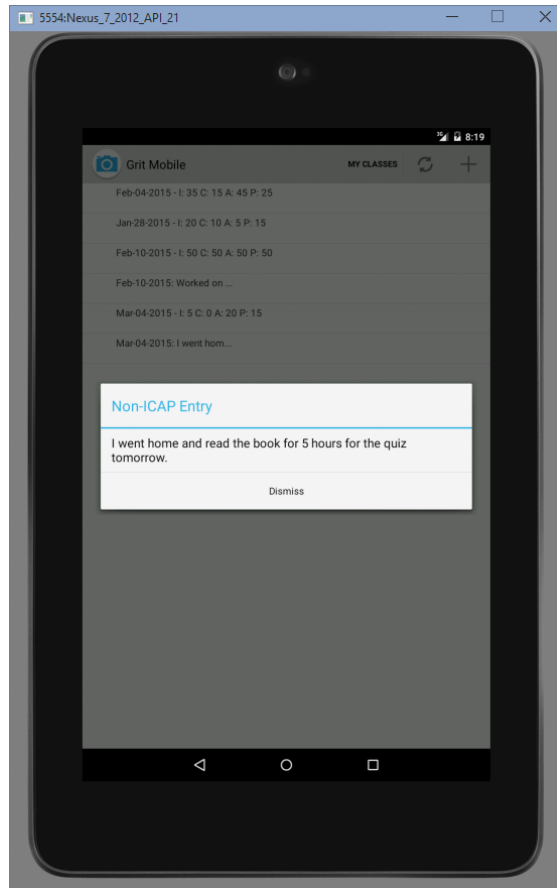 5554:Nexus_7_2012_API_21
3G 8:19
Grit Mobile MY CLASSES
Feb-04-2015 - I: 35 C: 15 A: 45 P: 25
Jan-28-2015 - I: 20 C: 10 A: 5 P: 15
Feb-10-2015 - I: 50 C: 50 A: 50 P: 50
Feb-10-2015: Worked on ...
Mar-04-2015 - I: 5 C: 0 A: 20 P: 15
Mar-04-2015: I went hom...
Non-ICAP Entry
I went home and read the book for 5 hours for the quiz
tomorrow.
Dismiss